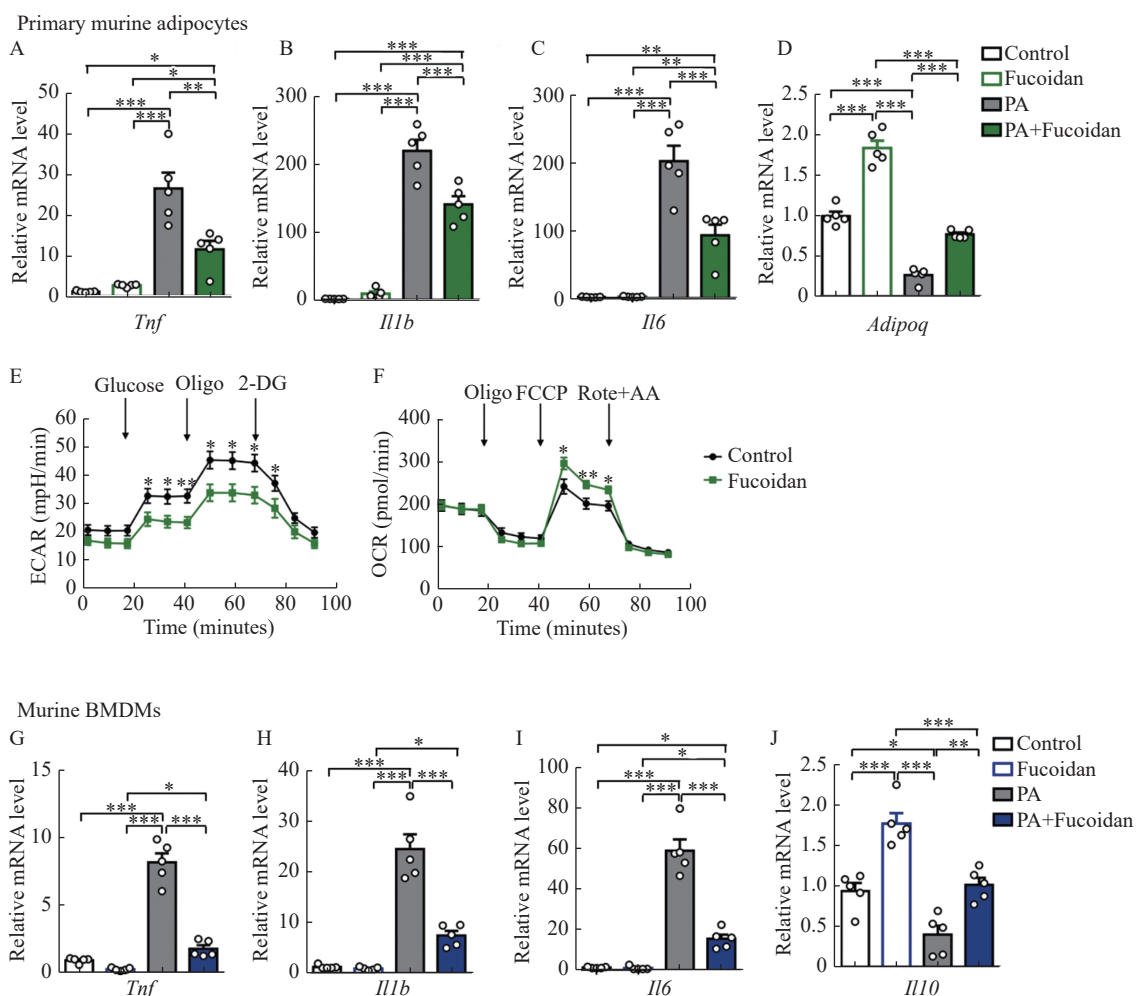 Primary murine adipocytes
A
B
C
D
*
*
***
**
***
***
***
***
***
***
**
**
***
***
***
***
***
***
***
***
Control
Fucoidan
PA
PA+Fucoidan
Relative mRNA level
50
40
30
20
10
0
Tnf
Relative mRNA level
300
200
100
0
Il1b
Relative mRNA level
300
200
100
0
Il6
Relative mRNA level
2.5
2.0
1.5
1.0
0.5
0
Adipoq
E
Glucose
Oligo
2-DG
ECAR (mpH/min)
60
50
40
30
20
10
0
* * ** * * * *
0 20 40 60 80 100
Time (minutes)
F
Oligo
FCCP
Rote+AA
OCR (pmol/min)
400
300
200
100
0
* ** *
0 20 40 60 80 100
Time (minutes)
Control
Fucoidan
Murine BMDMs
G
H
I
J
*
***
***
***
*
***
***
***
*
*
***
***
***
***
*
**
***
***
Control
Fucoidan
PA
PA+Fucoidan
Relative mRNA level
15
10
5
0
Tnf
Relative mRNA level
40
30
20
10
0
Il1b
Relative mRNA level
60
40
20
0
Il6
Relative mRNA level
2.5
2.0
1.5
1.0
0.5
0
Il10